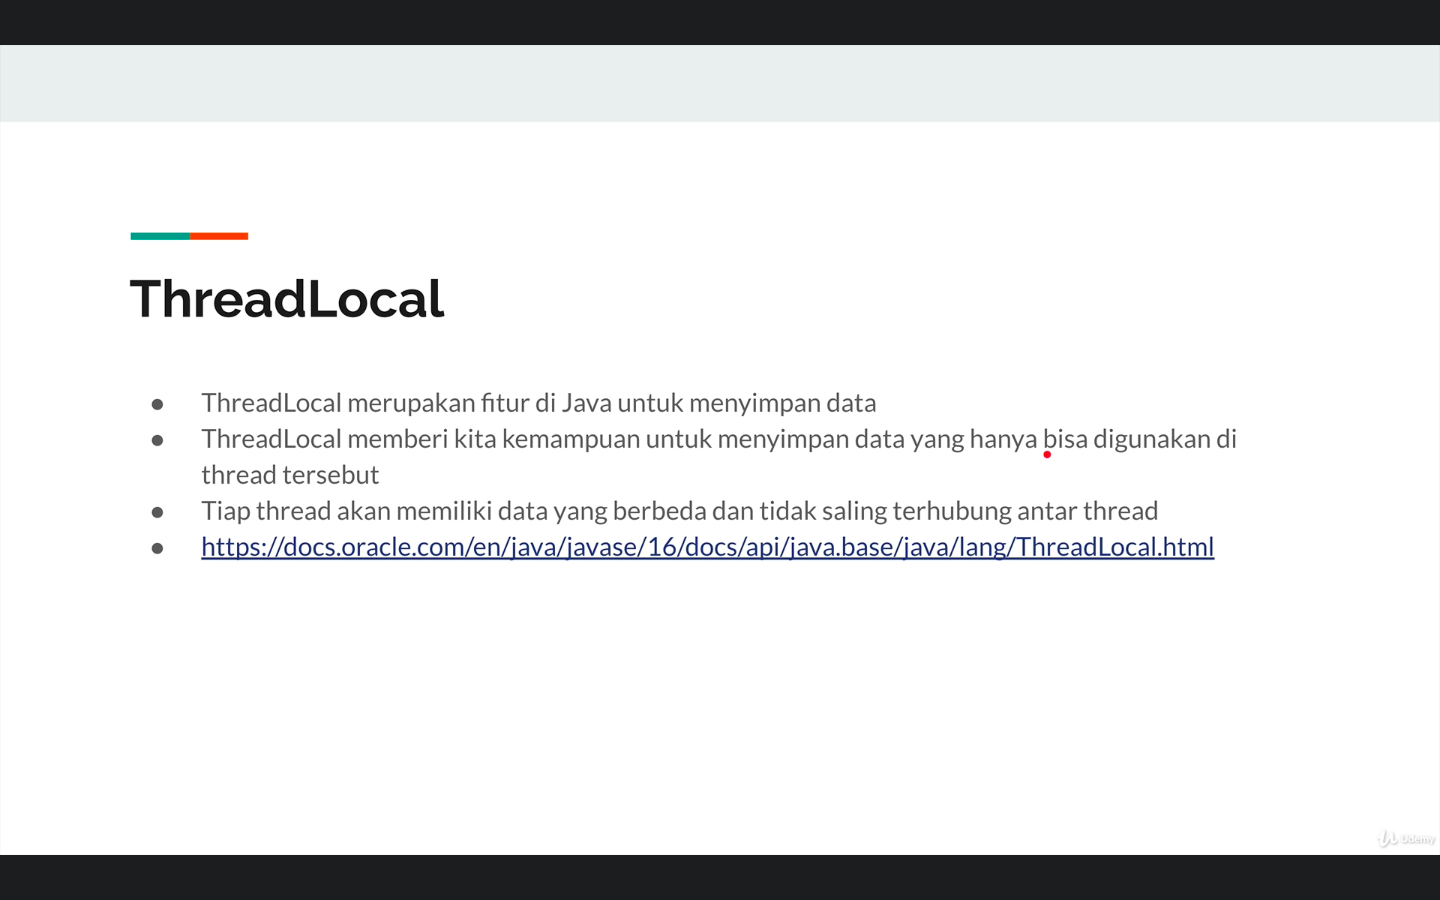 ThreadLocal
● ThreadLocal merupakan fitur di Java untuk menyimpan data
● ThreadLocal memberi kita kemampuan untuk menyimpan data yang hanya bisa digunakan di
thread tersebut
● Tiap thread akan memiliki data yang berbeda dan tidak saling terhubung antar thread
● https://docs.oracle.com/en/java/javase/16/docs/api/java.base/java/lang/ThreadLocal.html
Udemy